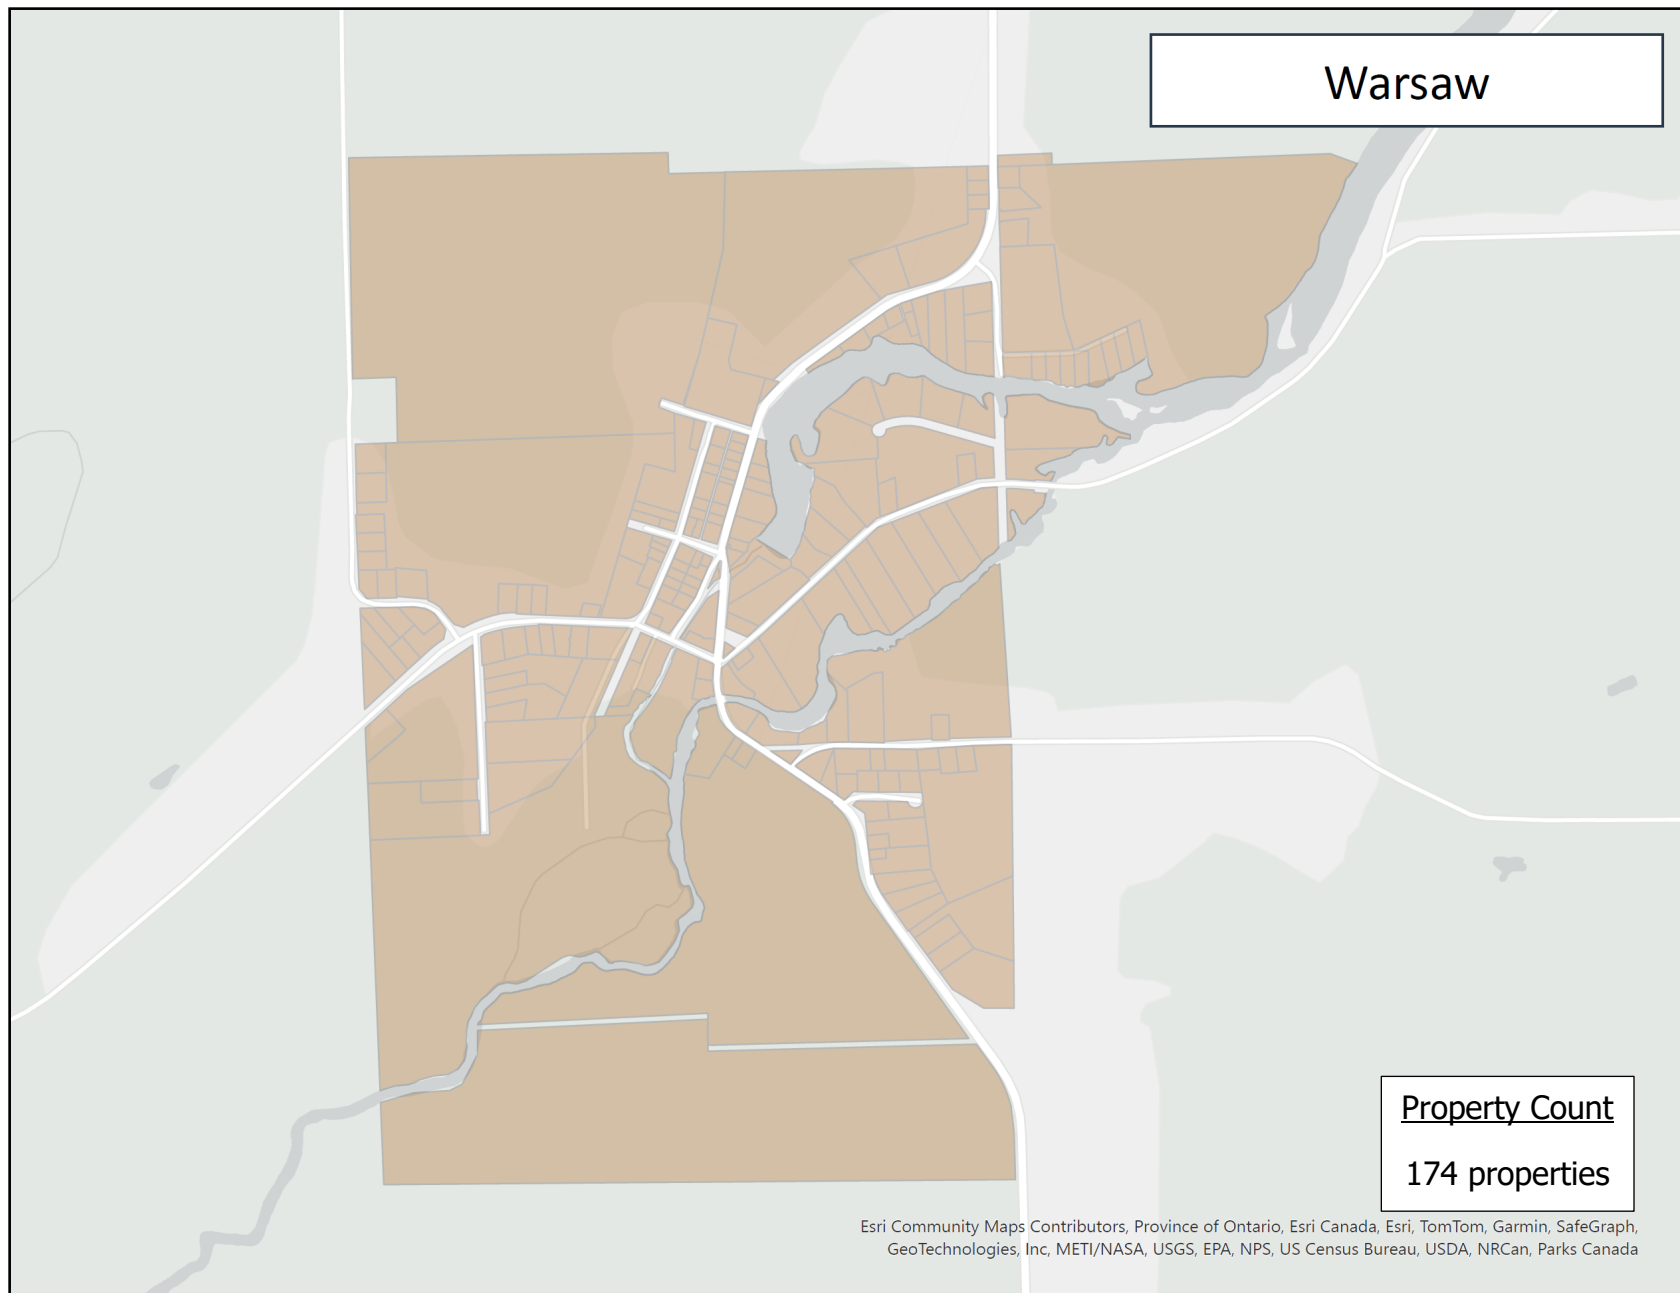 Warsaw
Property Count
174 properties
Esri Community Maps Contributors, Province of Ontario, Esri Canada, Esri, TomTom, Garmin, SafeGraph,
GeoTechnologies, Inc, METI/NASA, USGS, EPA, NPS, US Census Bureau, USDA, NRCan, Parks Canada